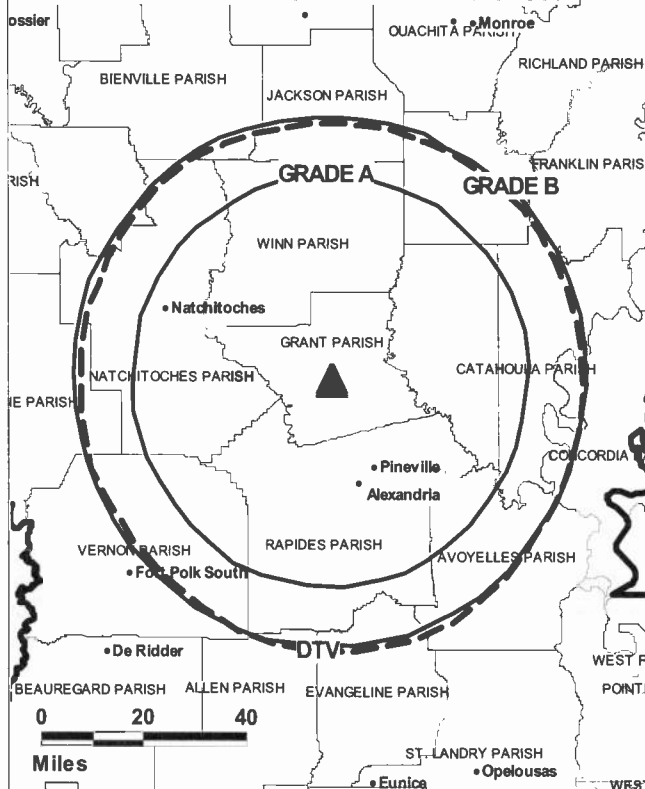 ossier
OUACHITA PARISH
Monroe
RICHLAND PARISH
BIENVILLE PARISH
JACKSON PARISH
FRANKLIN PARIS
RISH
GRADE A
GRADE B
WINN PARISH
Natchitoches
GRANT PARISH
NATCHITOCHES PARISH
CATAHOULA PARISH
NE PARISH
CONCORDIA
Pineville
Alexandria
RAPIDES PARISH
VERNON PARISH
AVOYELLES PARISH
Fort Polk South
DTV
De Ridder
WEST F
BEAUREGARD PARISH
ALLEN PARISH
EVANGELINE PARISH
POINT
0 20 40
Miles
ST. LANDRY PARISH
Opelousas
Eunice
WEST